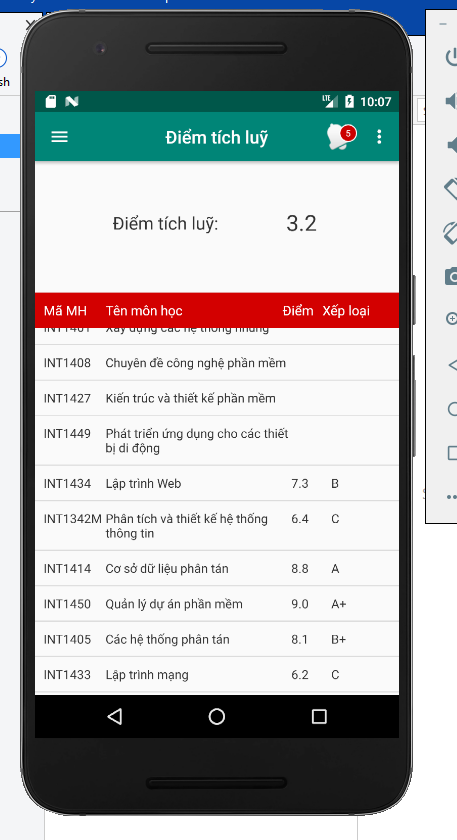 sh
LTE 10:07
Điểm tích luỹ
5
Điểm tích luỹ: 3.2
Mã MH Tên môn học Điểm Xếp loại
INT1461 Xây dựng các hệ thống nhúng
INT1408 Chuyên đề công nghệ phần mềm
INT1427 Kiến trúc và thiết kế phần mềm
INT1449 Phát triển ứng dụng cho các thiết
bị di động
INT1434 Lập trình Web 7.3 B
INT1342M Phân tích và thiết kế hệ thống 6.4 C
thông tin
INT1414 Cơ sở dữ liệu phân tán 8.8 A
INT1450 Quản lý dự án phần mềm 9.0 A+
INT1405 Các hệ thống phân tán 8.1 B+
INT1433 Lập trình mạng 6.2 C